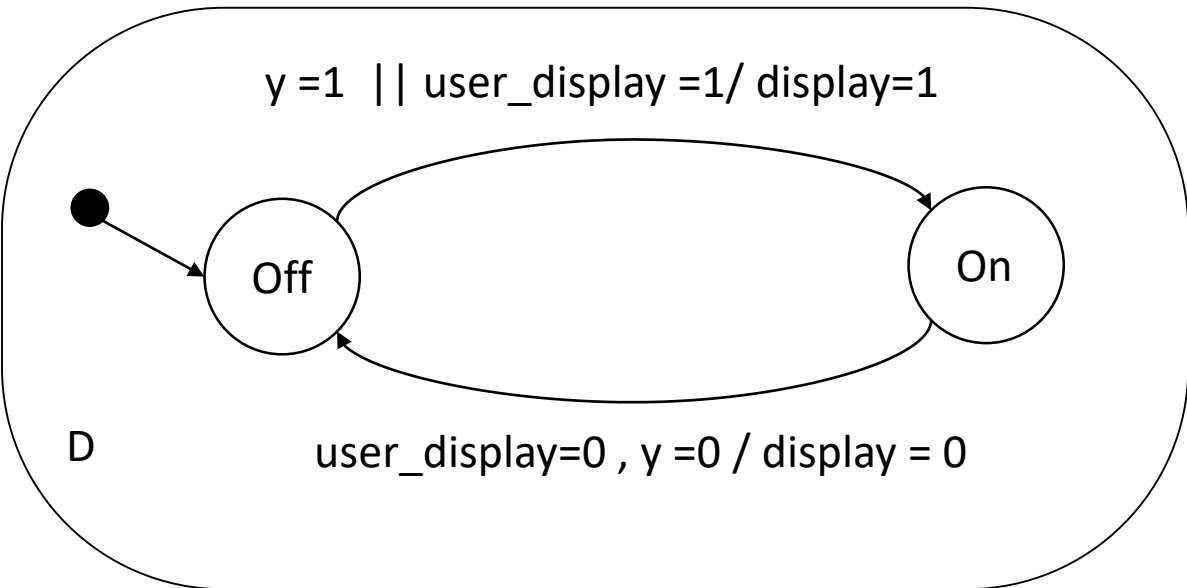 y =1 || user_display =1/ display=1
Off
On
D
user_display=0 , y =0 / display = 0